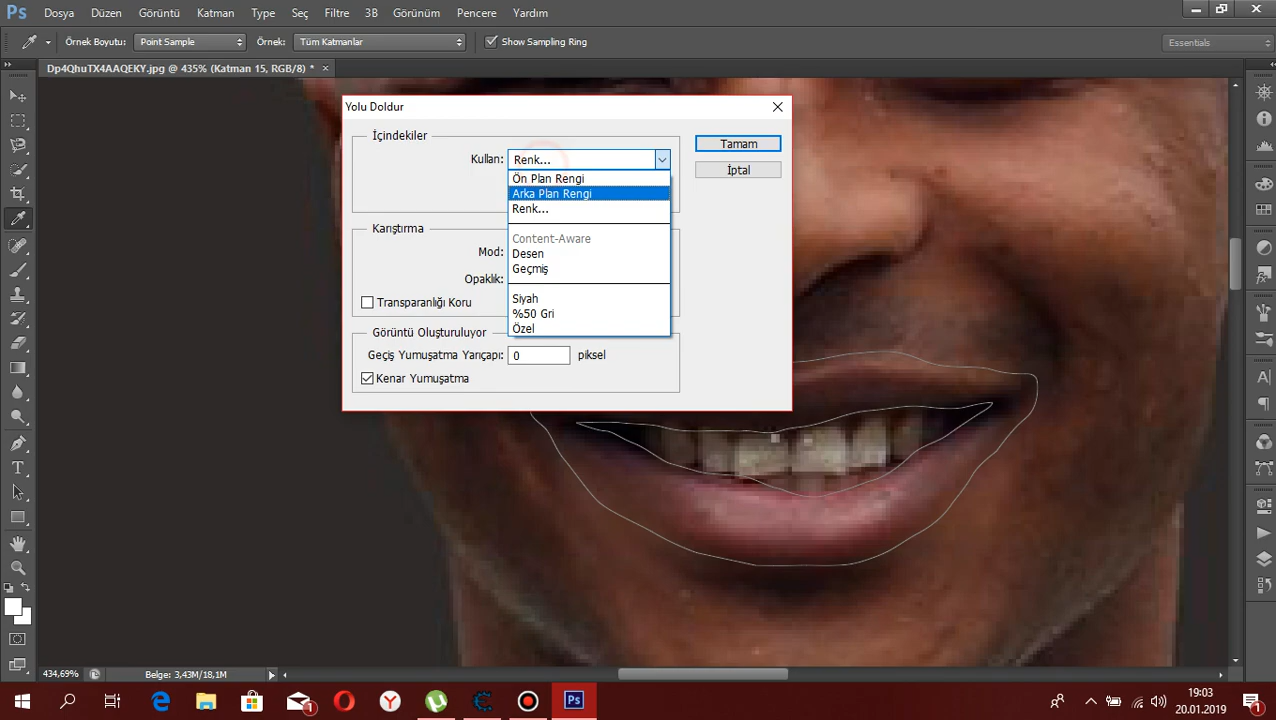 Ps Dosya Düzen Görüntü Katman Type Seç Filtre 3B Görünüm Pencere Yardım
Örnek Boyutu: Point Sample Örnek: Tüm Katmanlar Show Sampling Ring Essentials
Dp4QhuTX4AAQEKY.jpg @ 435% (Katman 15, RGB/8) *
Yolu Doldur
İçindekiler
Kullan: Renk... Tamam
İptal
Ön Plan Rengi
Arka Plan Rengi
Renk...
Content-Aware
Desen
Geçmiş
Siyah
%50 Gri
Özel
Karıştırma
Mod:
Opaklık:
Transparanlığı Koru
Görüntü Oluşturuluyor
Geçiş Yumuşatma Yarıçapı: 0 piksel
Kenar Yumuşatma
434,69% Belge: 3,43M/18,1M
1 Ps 19:03
20.01.2019 1